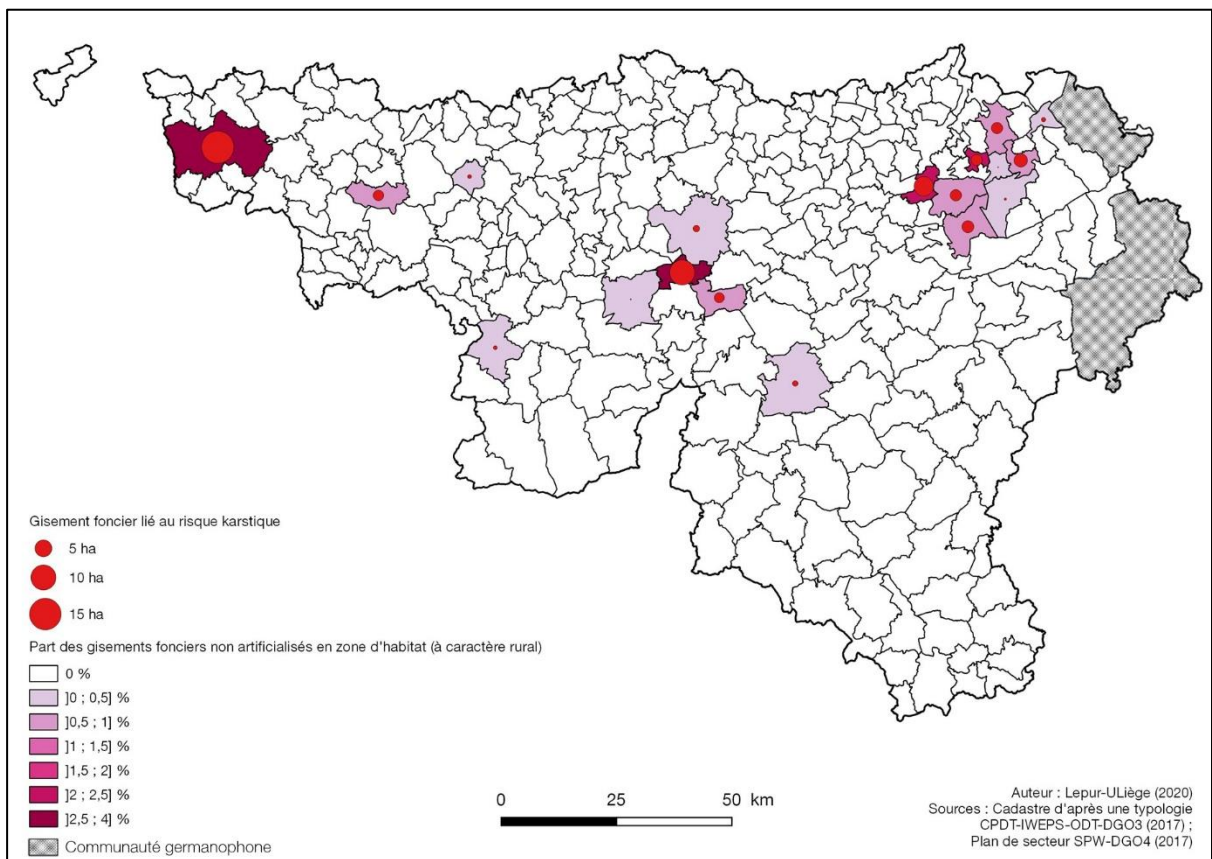 Gisement foncier lié au risque karstique
5 ha
10 ha
15 ha
Part des gisements fonciers non artificialisés en zone d'habitat (à caractère rural)
0 %
]0 ; 0,5] %
]0,5 ; 1] %
]1 ; 1,5] %
]1,5 ; 2] %
]2 ; 2,5] %
]2,5 ; 4] %
Communauté germanophone
0 25 50 km
Auteur : Lepur-ULiège (2020)
Sources : Cadastre d'après une typologie
CPDT-IWEPS-ODT-DGO3 (2017) ;
Plan de secteur SPW-DGO4 (2017)